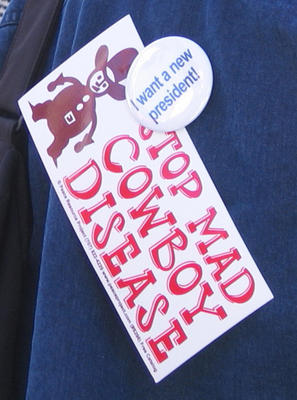 I want a new
president!
STOP MAD
COWBOY
DISEASE